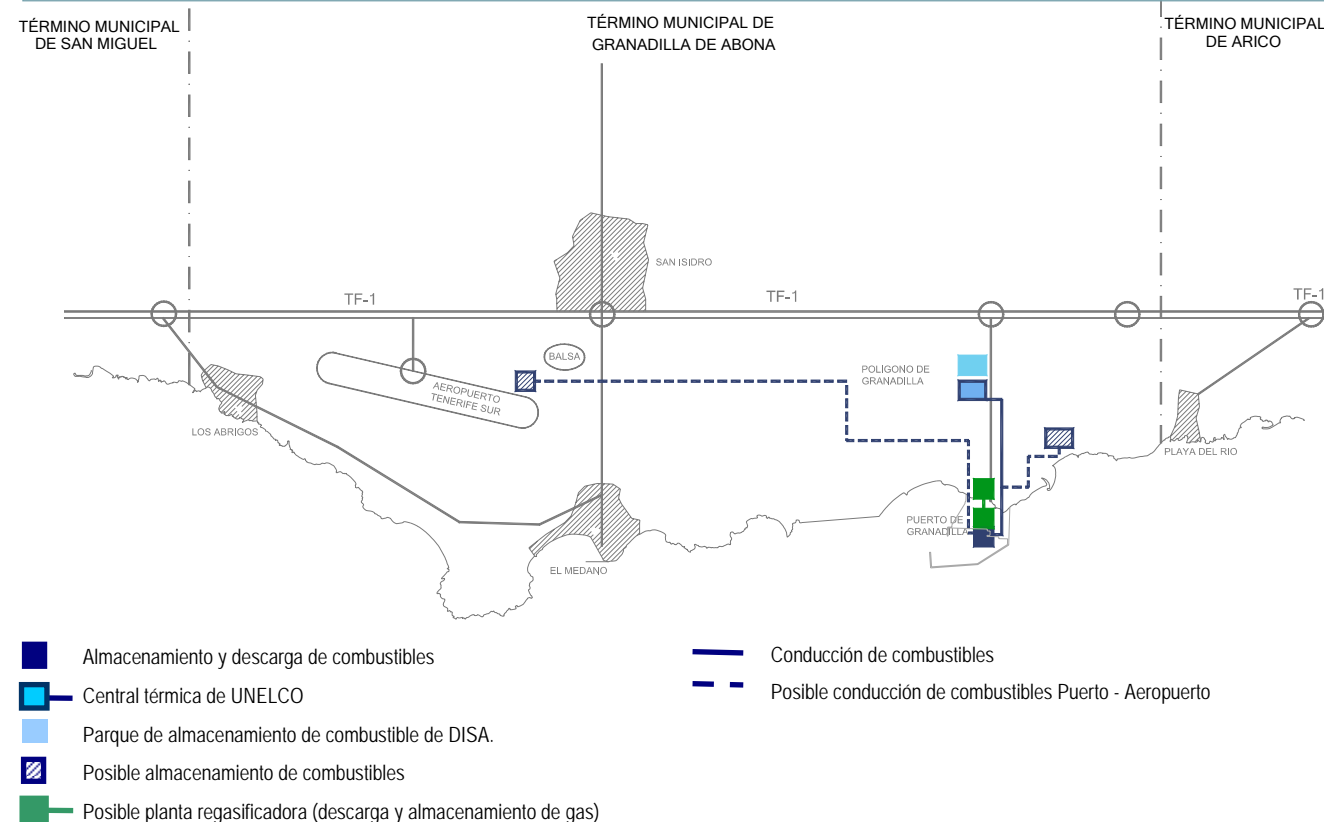 TÉRMINO MUNICIPAL
DE SAN MIGUEL
TÉRMINO MUNICIPAL DE
GRANADILLA DE ABONA
TÉRMINO MUNICIPAL
DE ARICO
SAN ISIDRO
TF-1
TF-1
TF-1
BALSA
AEROPUERTO
TENERIFE SUR
POLIGONO DE
GRANADILLA
LOS ABRIGOS
PLAYA DEL RIO
PUERTO DE
GRANADILLA
EL MEDANO
Almacenamiento y descarga de combustibles
Central térmica de UNELCO
Parque de almacenamiento de combustible de DISA.
Posible almacenamiento de combustibles
Posible planta regasificadora (descarga y almacenamiento de gas)
Conducción de combustibles
Posible conducción de combustibles Puerto - Aeropuerto